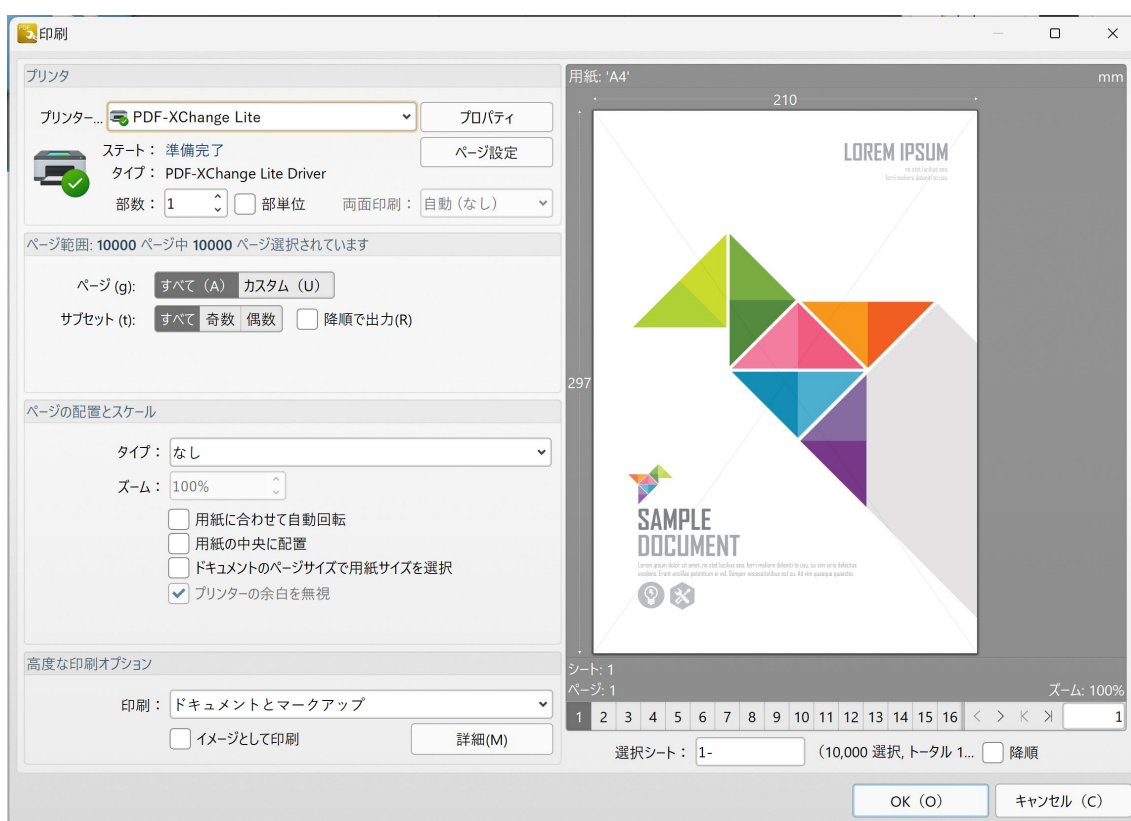 印刷
プリンタ
プリンター... PDF-XChange Lite プロパティ
ステート： 準備完了 ページ設定
タイプ： PDF-XChange Lite Driver
部数： 1 部単位 両面印刷： 自動 (なし)
ページ範囲: 10000 ページ中 10000 ページ選択されています
ページ (g): すべて (A) カスタム (U)
サブセット (t): すべて 奇数 偶数 降順で出力(R)
ページの配置とスケール
タイプ： なし
ズーム： 100%
用紙に合わせて自動回転
用紙の中央に配置
ドキュメントのページサイズで用紙サイズを選択
プリンターの余白を無視
高度な印刷オプション
印刷： ドキュメントとマークアップ
イメージとして印刷 詳細(M)
用紙: 'A4' mm
210
297
LOREM IPSUM
SAMPLE
DOCUMENT
シート: 1
ページ: 1 ズーム: 100%
1 2 3 4 5 6 7 8 9 10 11 12 13 14 15 16 1
選択シート： 1- (10,000 選択, トータル 1... 降順
OK (O) キャンセル (C)